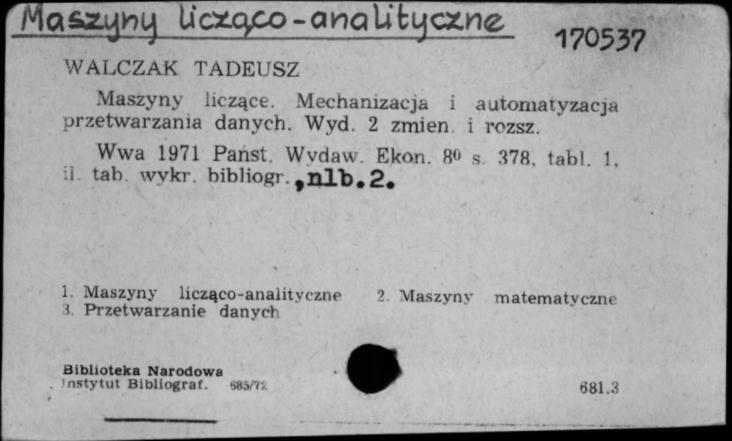 Maszyny licząco-analityczne
170537
WALCZAK TADEUSZ
Maszyny liczące. Mechanizacja i automatyzacja
przetwarzania danych. Wyd. 2 zmien. i rozsz.
Wwa 1971 Państ. Wydaw. Ekon. 8⁰ s. 378, tabl. 1,
il. tab. wykr. bibliogr.,nlb.2.
1. Maszyny licząco-analityczne 2. Maszyny matematyczne
3. Przetwarzanie danych
Biblioteka Narodowa
Instytut Bibliograf. 685/72
681.3